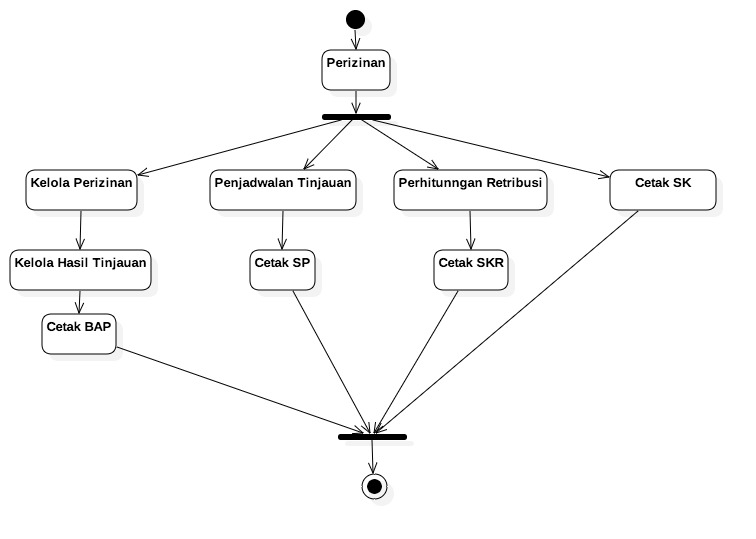 Perizinan
Kelola Perizinan
Penjadwalan Tinjauan
Perhitunngan Retribusi
Cetak SK
Kelola Hasil Tinjauan
Cetak SP
Cetak SKR
Cetak BAP